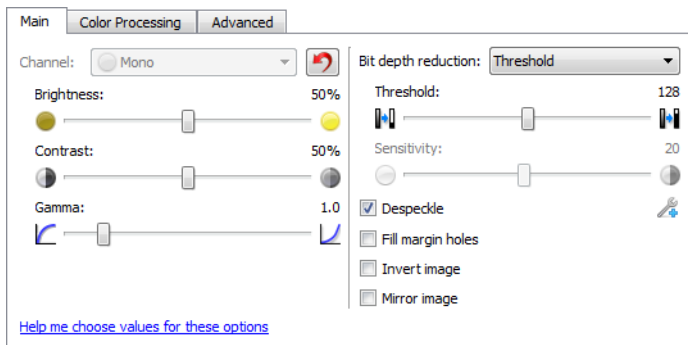 Main
Color Processing
Advanced
Channel:
Mono
Brightness:
50%
Contrast:
50%
Gamma:
1.0
Help me choose values for these options
Bit depth reduction:
Threshold
Threshold:
128
Sensitivity:
20
Despeckle
Fill margin holes
Invert image
Mirror image